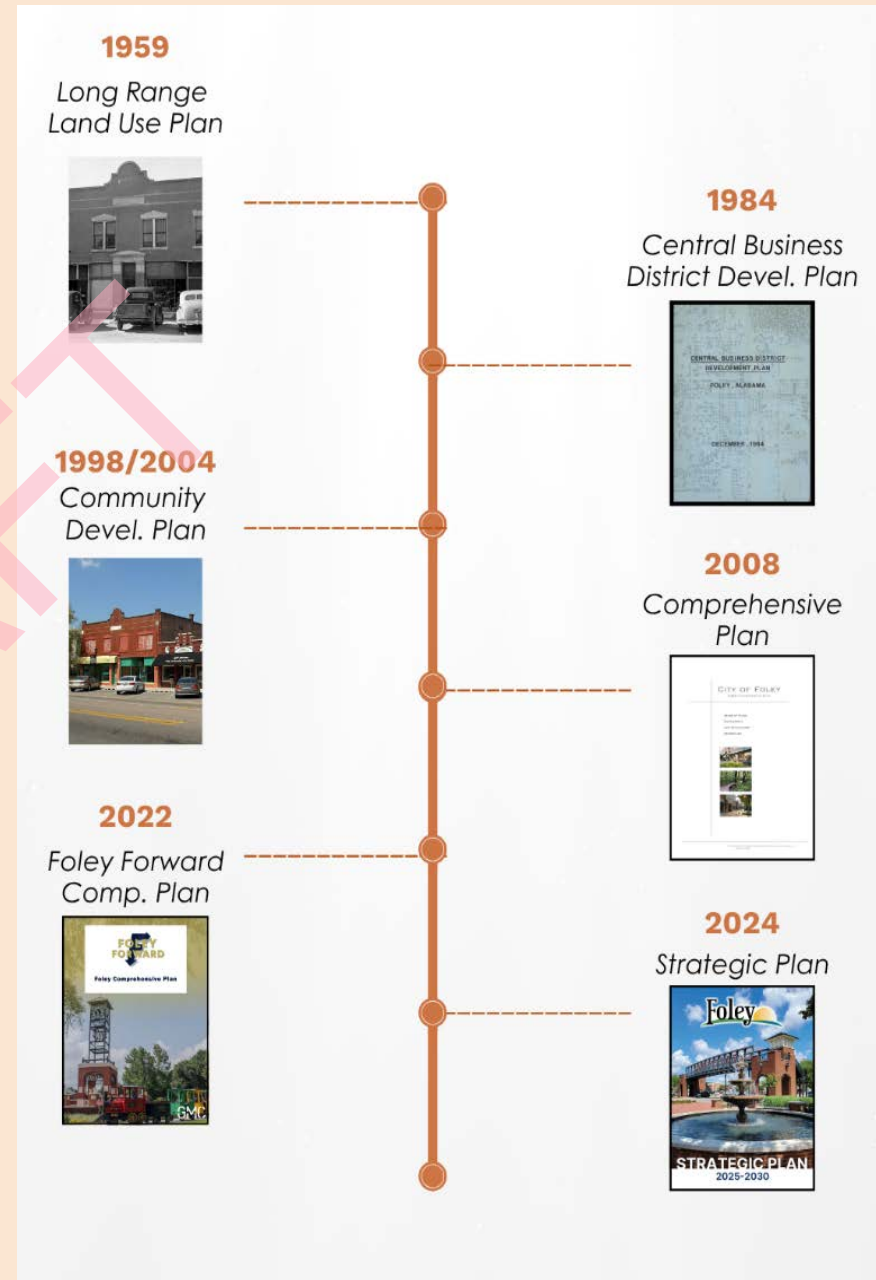 1959
Long Range
Land Use Plan
1984
Central Business
District Devel. Plan
CENTRAL BUSINESS DISTRICT
DEVELOPMENT PLAN
FOLEY, ALABAMA
DECEMBER, 1984
1998/2004
Community
Devel. Plan
2008
Comprehensive
Plan
CITY OF FOLEY
2022
Foley Forward
Comp. Plan
FOLEY
FORWARD
Foley Comprehensive Plan
GMC
2024
Strategic Plan
Foley
STRATEGIC PLAN
2025-2030